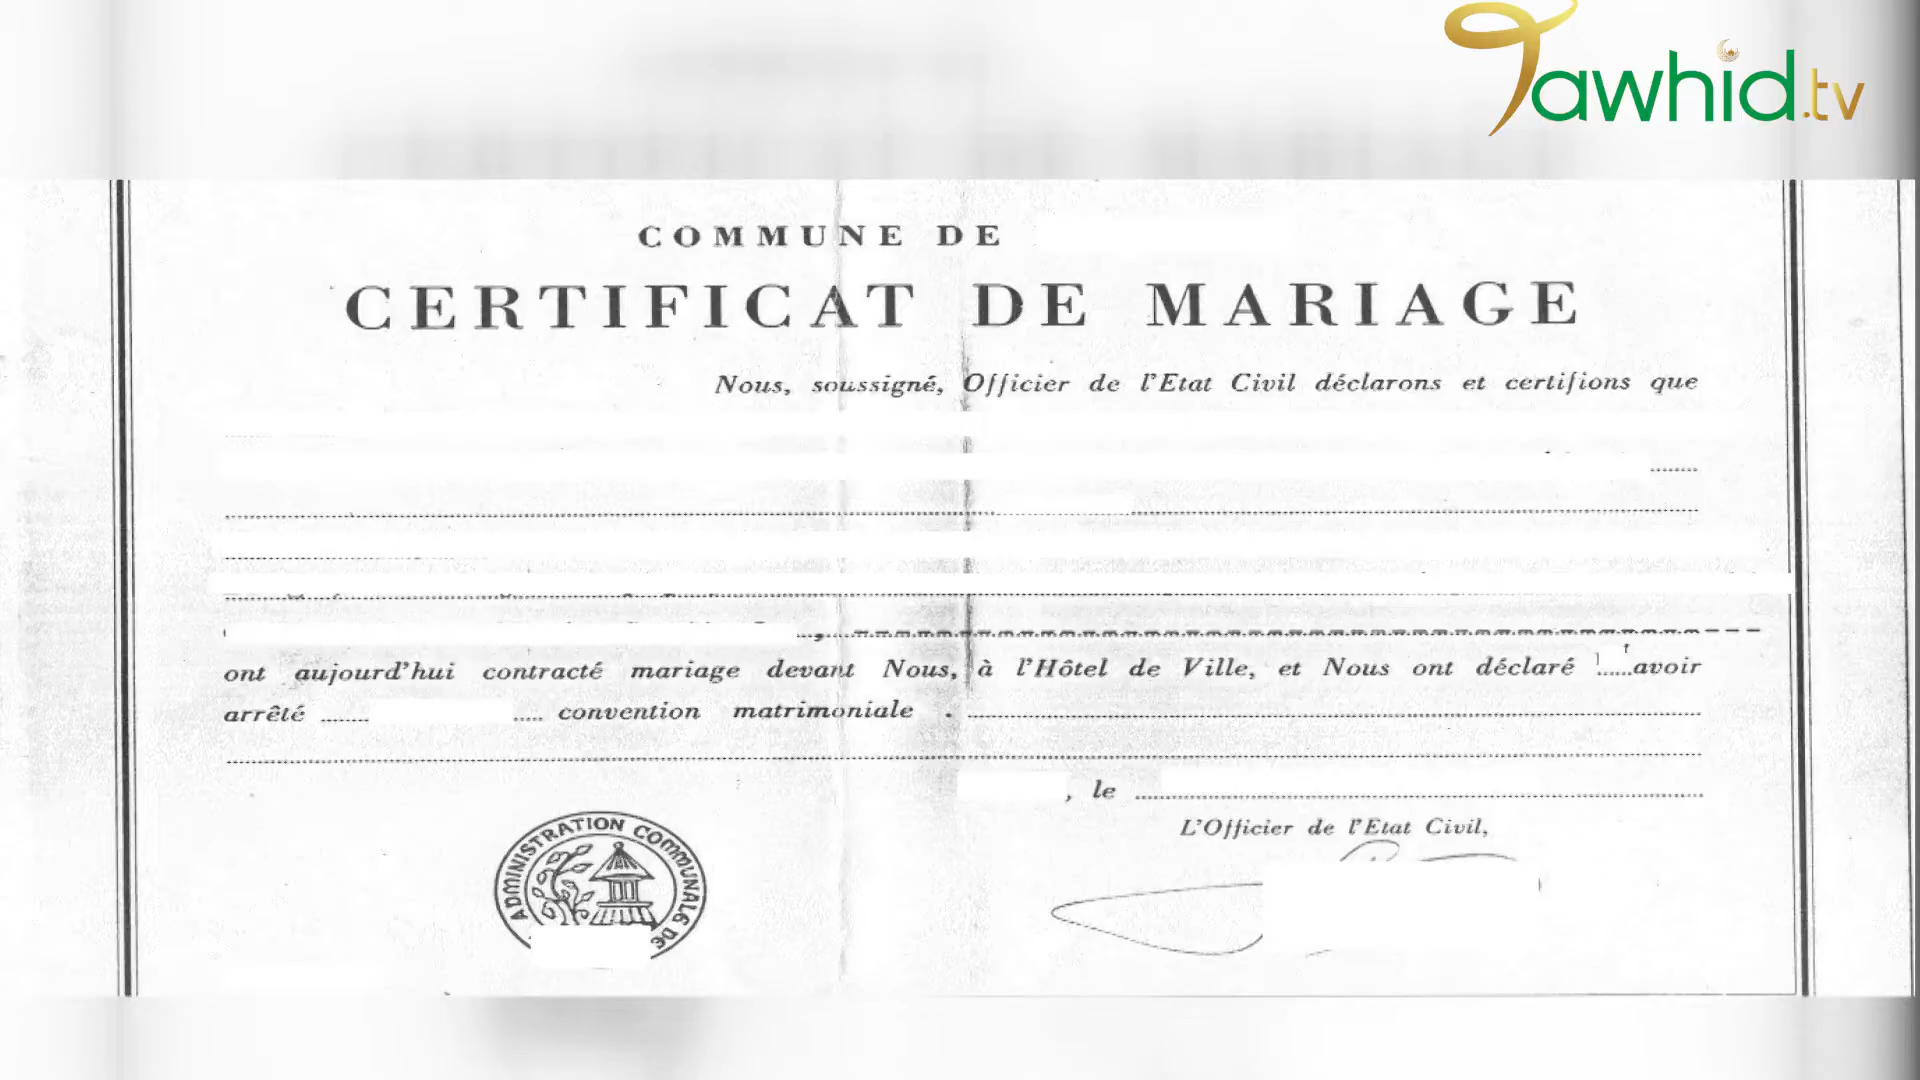 Tawhid.tv
COMMUNE DE
CERTIFICAT DE MARIAGE
Nous, soussigné, Officier de l'Etat Civil déclarons et certifions que
ont aujourd'hui contracté mariage devant Nous, à l'Hôtel de Ville, et Nous ont déclaré avoir
arrêté convention matrimoniale .
, le
L'Officier de l'Etat Civil,
ADMINISTRATION COMMUNALE DE